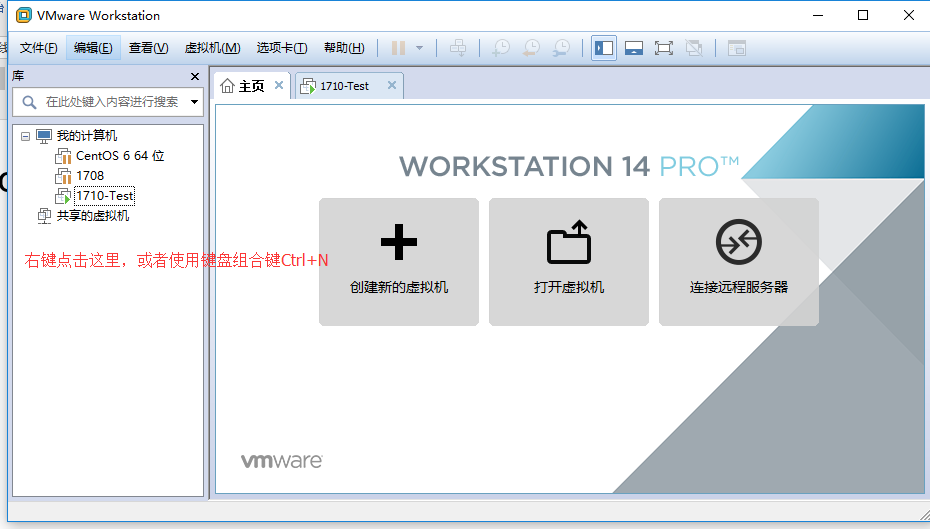 VMware Workstation
文件(F) 编辑(E) 查看(V) 虚拟机(M) 选项卡(T) 帮助(H)
库
在此处键入内容进行搜索
我的计算机
CentOS 6 64 位
1708
1710-Test
共享的虚拟机
右键点击这里，或者使用键盘组合键Ctrl+N
主页 1710-Test
WORKSTATION 14 PRO™
创建新的虚拟机 打开虚拟机 连接远程服务器
vmware